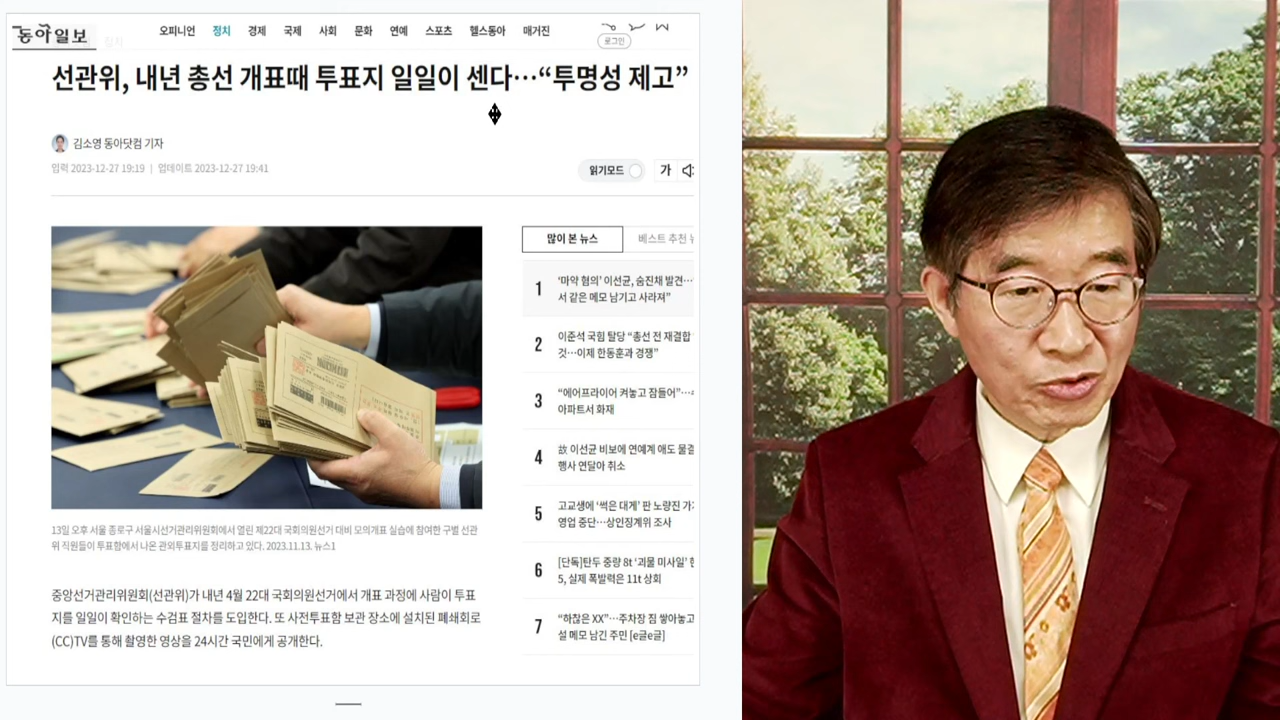 동아일보
오피니언 정치 경제 국제 사회 문화 연예 스포츠 헬스동아 매거진
로그인
선관위, 내년 총선 개표때 투표지 일일이 센다…“투명성 제고”
김소영 동아닷컴 기자
입력 2023-12-27 19:19 | 업데이트 2023-12-27 19:41
읽기모드
가
13일 오후 서울 종로구 서울시선거관리위원회에서 열린 제22대 국회의원선거 대비 모의개표 실습에 참여한 구별 선관
위 직원들이 투표함에서 나온 관외투표지를 정리하고 있다. 2023.11.13. 뉴스1
중앙선거관리위원회(선관위)가 내년 4월 22대 국회의원선거에서 개표 과정에 사람이 투표
지를 일일이 확인하는 수검표 절차를 도입한다. 또 사전투표함 보관 장소에 설치된 폐쇄회로
(CC)TV를 통해 촬영한 영상을 24시간 국민에게 공개한다.
많이 본 뉴스 베스트 추천
1 ‘마약 혐의’ 이선균, 숨진채 발견…
서 같은 메모 남기고 사라져”
2 이준석 국힘 탈당 “총선 전 재결합
것…이제 한동훈과 경쟁”
3 “에어프라이어 켜놓고 잠들어”…
아파트서 화재
4 故 이선균 비보에 연예계 애도 물결
행사 연달아 취소
5 고교생에 ‘썩은 대게’ 판 노량진
영업 중단…상인징계위 조사
6 [단독]탄두 중량 8t ‘괴물 미사일’
5, 실제 폭발력은 11t 상회
7 “하찮은 XX”…주차장 짐 쌓아놓고
설 메모 남긴 주민 [e글e글]